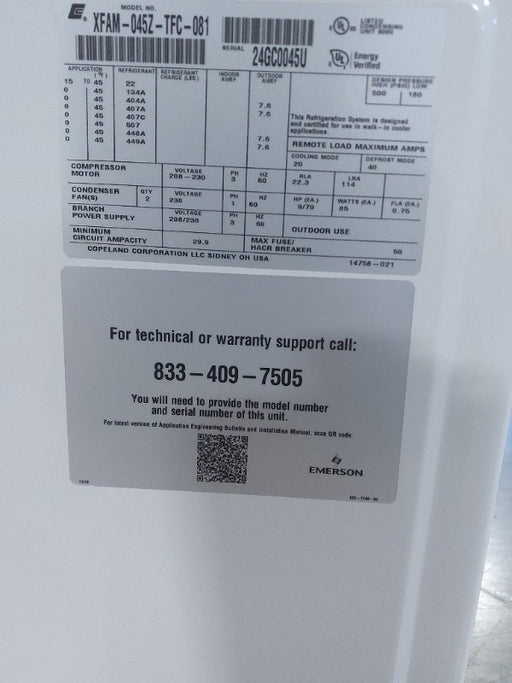 MODEL NO.
XFAM-045Z-TFC-081
SERIAL 24GC0045U
LISTED
CONDENSING
Energy
Verified
APPLICATION (°F) REFRIGERANT REFRIGERANT CHARGE (LBS.) INDOOR OUTDOOR
DESIGN PRESSURE
HIGH (PSIG) LOW
500 180
15 TO 45 22
0 45 134A
0 45 404A 7.6
0 45 407A 7.6
0 45 407C
0 45 507
0 45 448A 7.6
0 45 449A 7.6
This Refrigeration System is designed
and certified for use in walk-in cooler
applications.
REMOTE LOAD MAXIMUM AMPS
COOLING MODE DEFROST MODE
20 40
COMPRESSOR MOTOR VOLTAGE 208-230 PH 3 HZ 60 RLA 22.3 LRA 114
CONDENSER FAN(S) QTY 2 VOLTAGE 230 PH 1 HZ 60 HP (EA.) WATTS (EA.) 85 FLA (EA.) 0.75
BRANCH POWER SUPPLY VOLTAGE 208/230 PH 3 HZ 60 OUTDOOR USE
MINIMUM CIRCUIT AMPACITY 29.9 MAX FUSE/ HACR BREAKER 50
COPELAND CORPORATION LLC SIDNEY OH USA 14758-021
For technical or warranty support call:
833-409-7505
You will need to provide the model number
and serial number of this unit.
For latest version of Application Engineering Bulletin and Installation Manual, scan QR code.
EMERSON